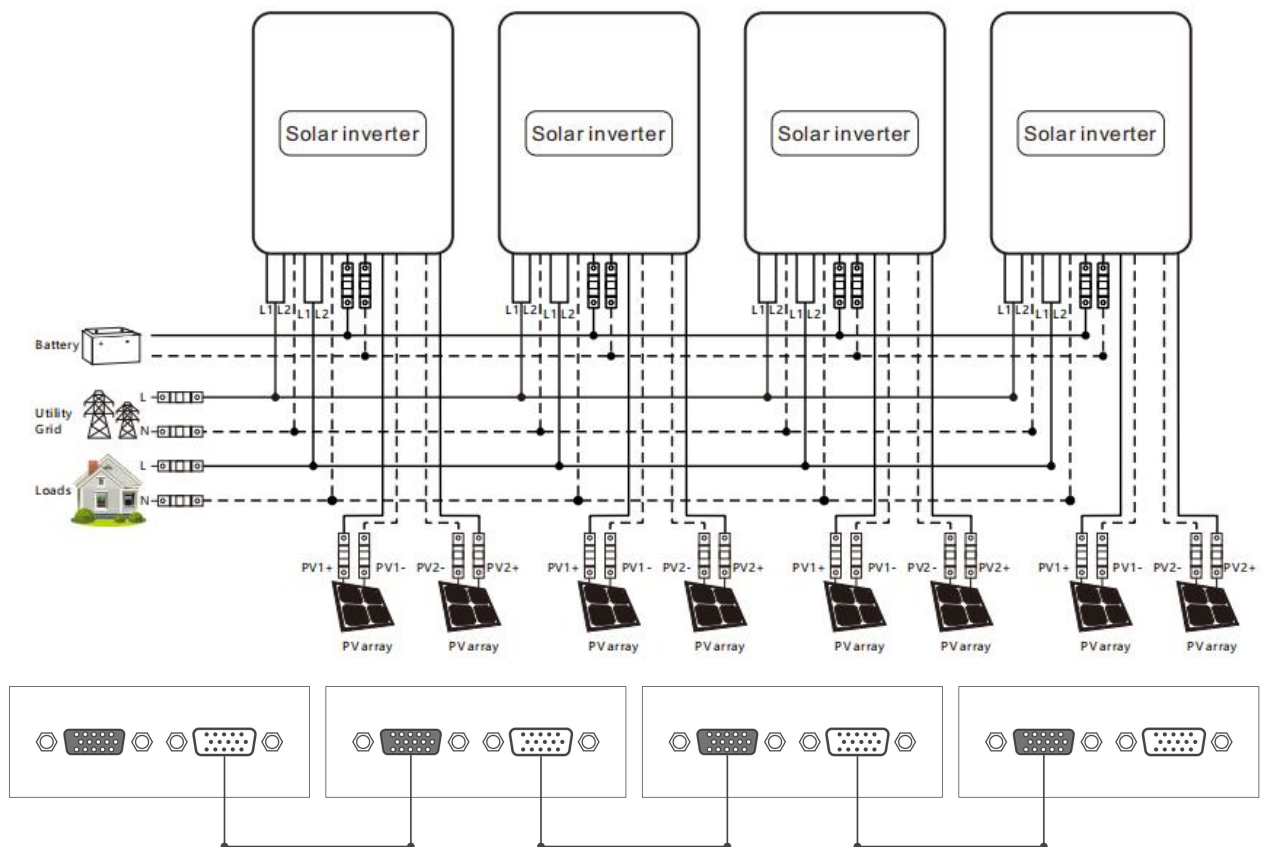 Solar inverter Solar inverter Solar inverter Solar inverter
L1 L2 L1 L2 L1 L2 L1 L2 L1 L2 L1 L2 L1 L2 L1 L2
Battery + -
L
Utility
Grid
N
L
Loads
N
PV1+ PV1- PV2- PV2+ PV1+ PV1- PV2- PV2+ PV1+ PV1- PV2- PV2+ PV1+ PV1- PV2- PV2+
PV array PV array PV array PV array PV array PV array PV array PV array